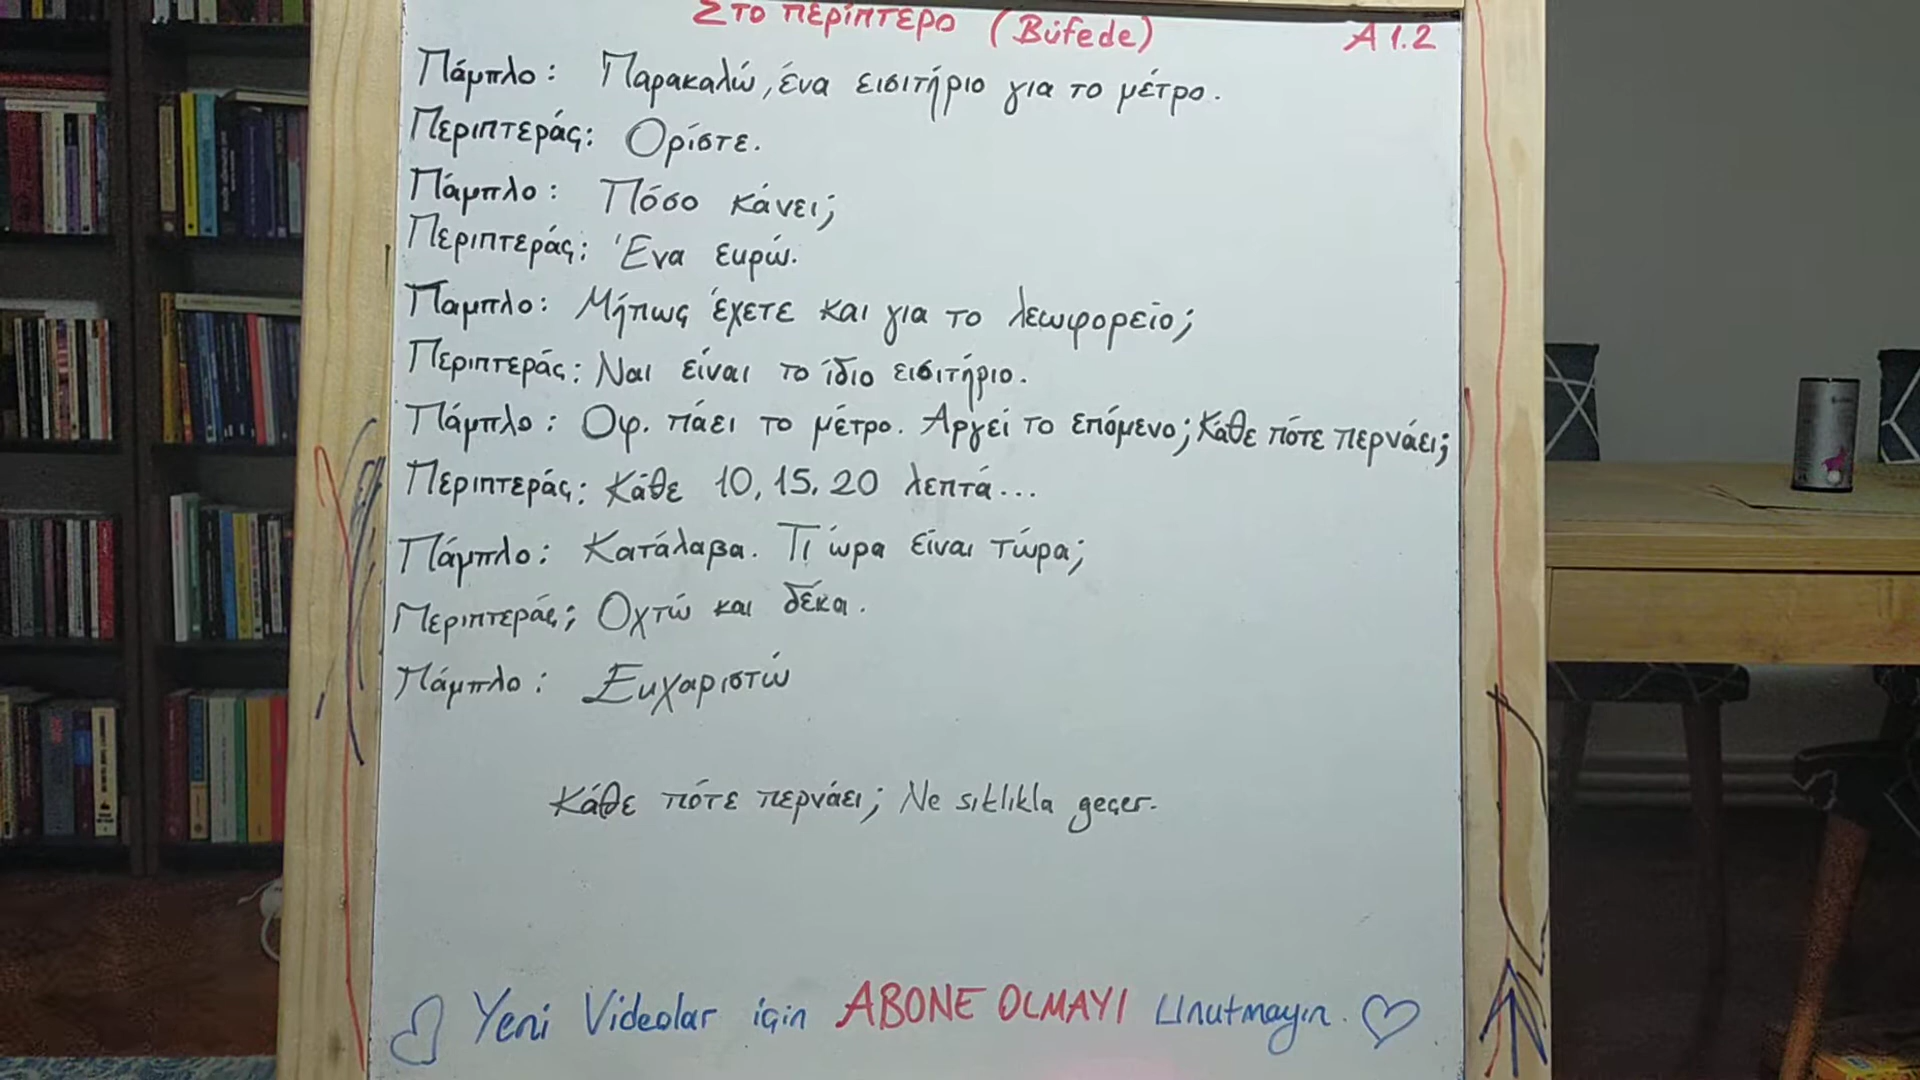 Στο περίπτερο (Büfede) A1.2
Πάμπλο: Παρακαλώ, ένα εισιτήριο για το μέτρο.
Περιπτεράς: Ορίστε.
Πάμπλο: Πόσο κάνει;
Περιπτεράς: Ένα ευρώ.
Πάμπλο: Μήπως έχετε και για το λεωφορείο;
Περιπτεράς: Ναι είναι το ίδιο εισιτήριο.
Πάμπλο: Οφ. πάει το μέτρο. Αργεί το επόμενο; Κάθε πότε περνάει;
Περιπτεράς: Κάθε 10, 15, 20 λεπτά...
Πάμπλο: Κατάλαβα. Τί ώρα είναι τώρα;
Περιπτεράς; Οχτώ και δέκα.
Πάμπλο: Ευχαριστώ
Κάθε πότε περνάει; Ne sıklıkla geçer.
Yeni Videolar için ABONE OLMAYI Unutmayın.